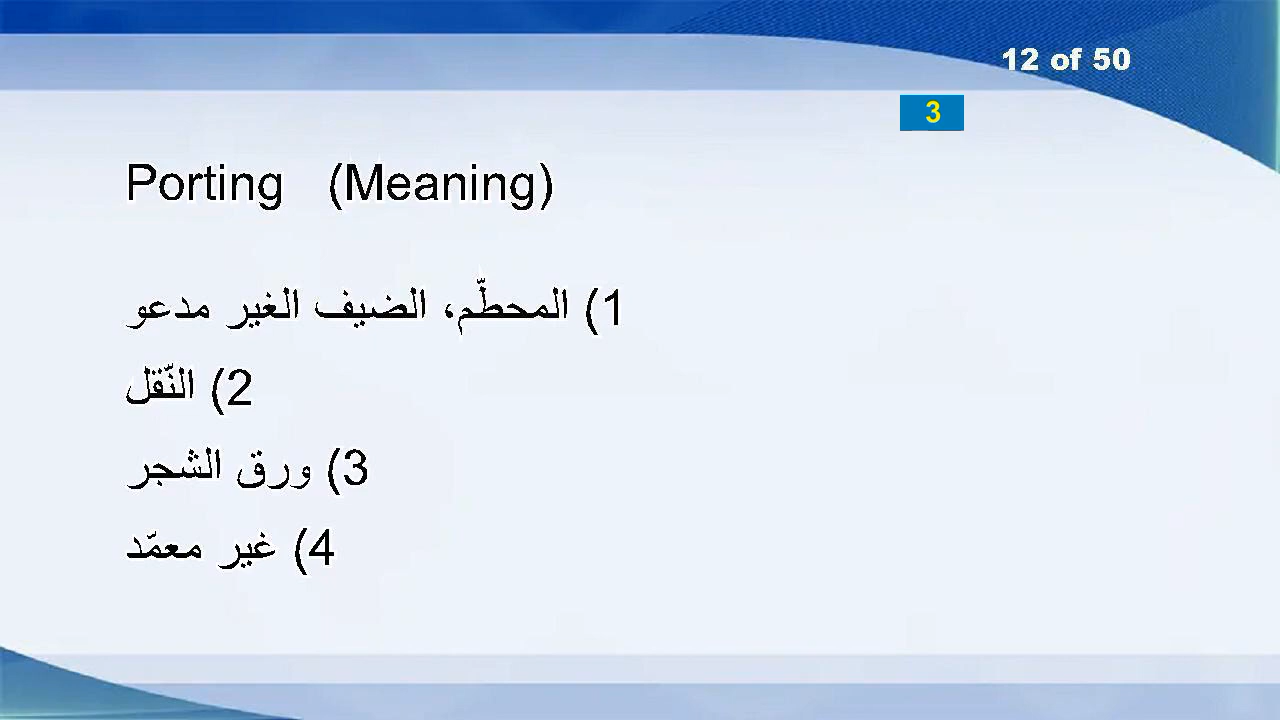 12 of 50
3
Porting (Meaning)
1) المحطّم، الضيف الغير مدعو
2) النّقل
3) ورق الشجر
4) غير معمّد